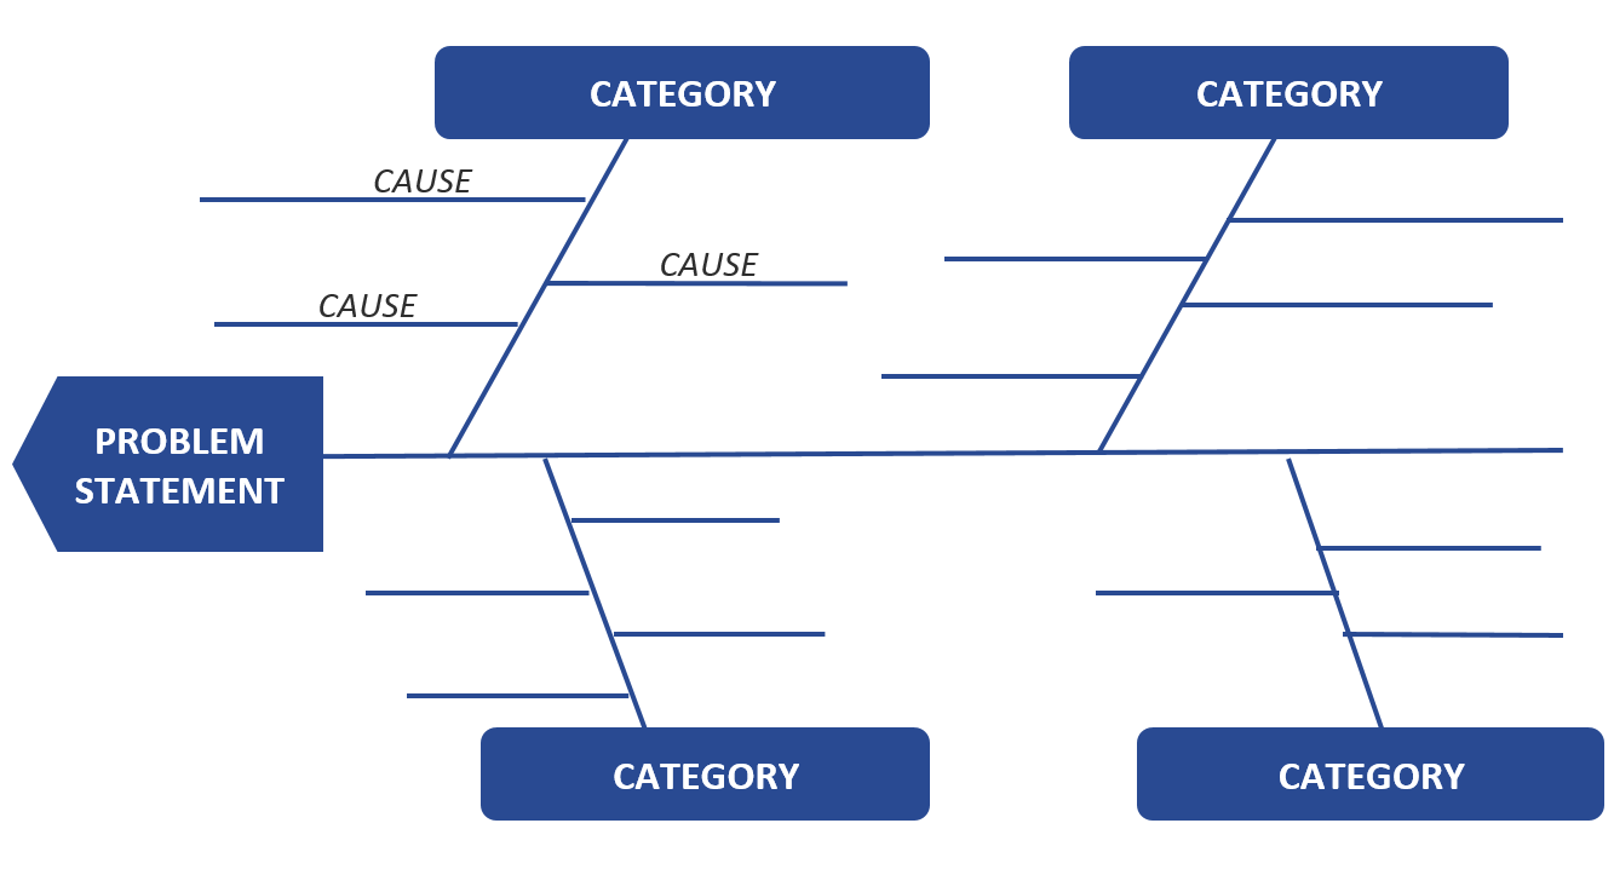 CATEGORY
CATEGORY
CAUSE
CAUSE
CAUSE
PROBLEM
STATEMENT
CATEGORY
CATEGORY